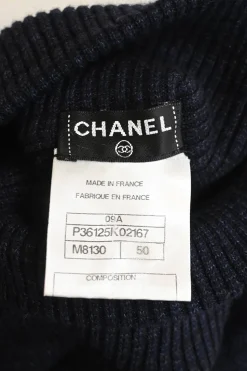 CHANEL
MADE IN FRANCE
FABRIQUE EN FRANCE
09A
P36125K02167
M8130 50
COMPOSITION